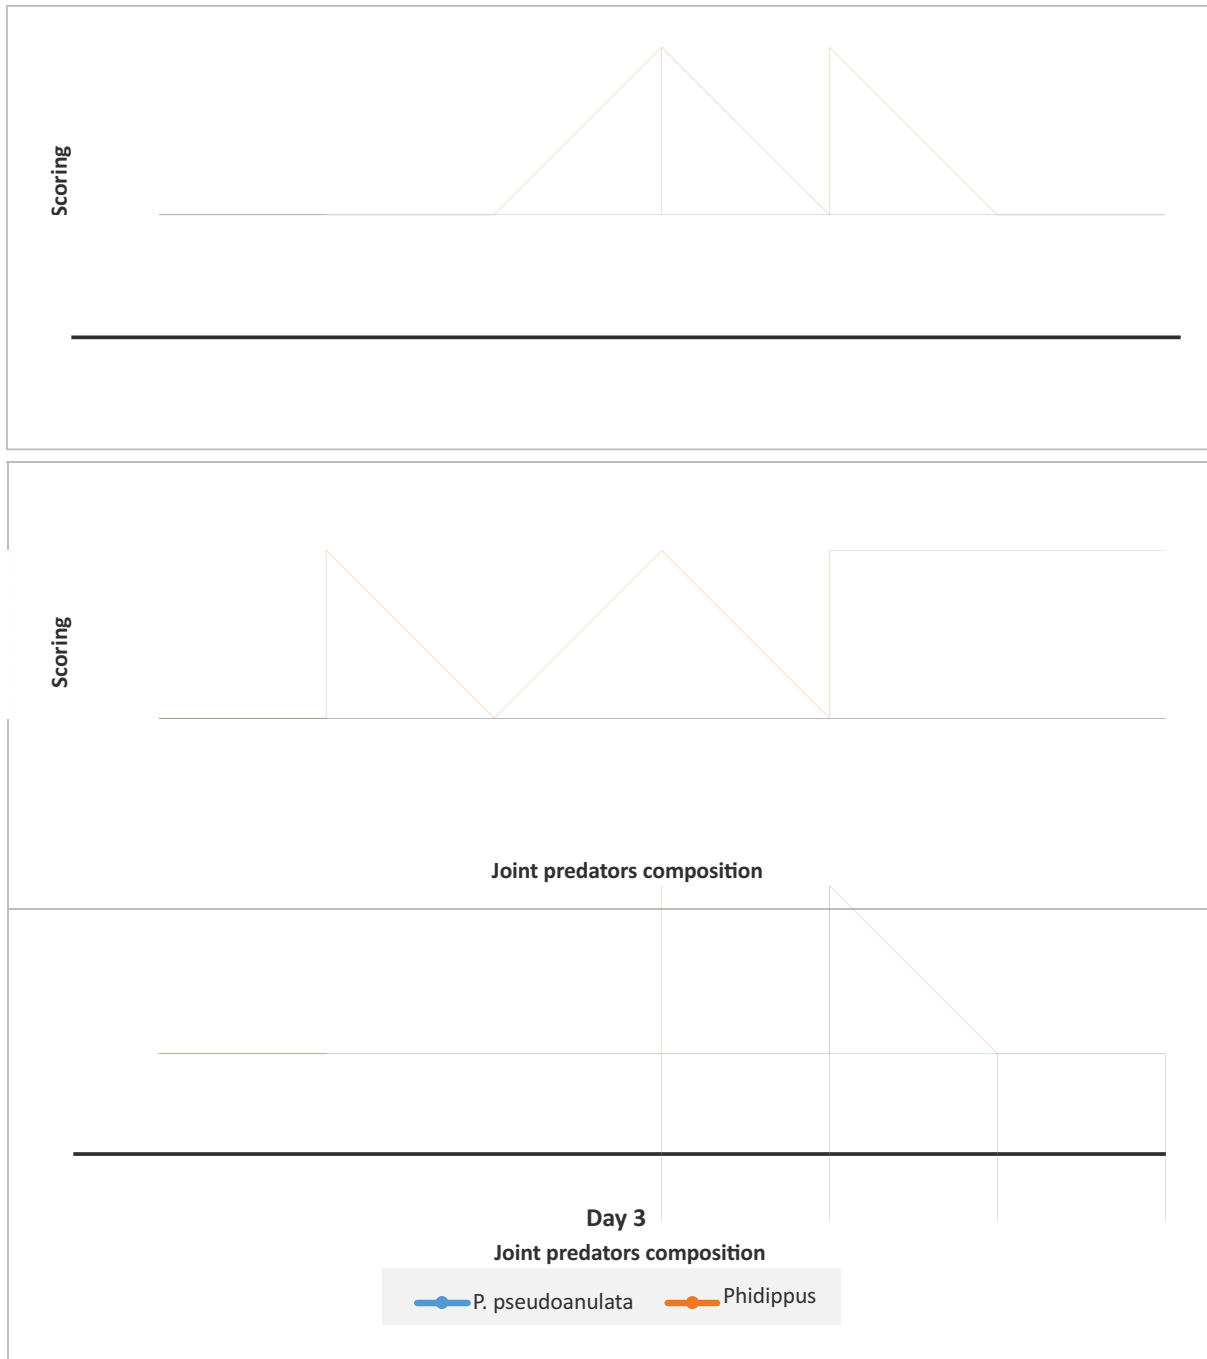 Scoring
Scoring
Joint predators composition
Day 3
Joint predators composition
P. pseudoanulata
Phidippus